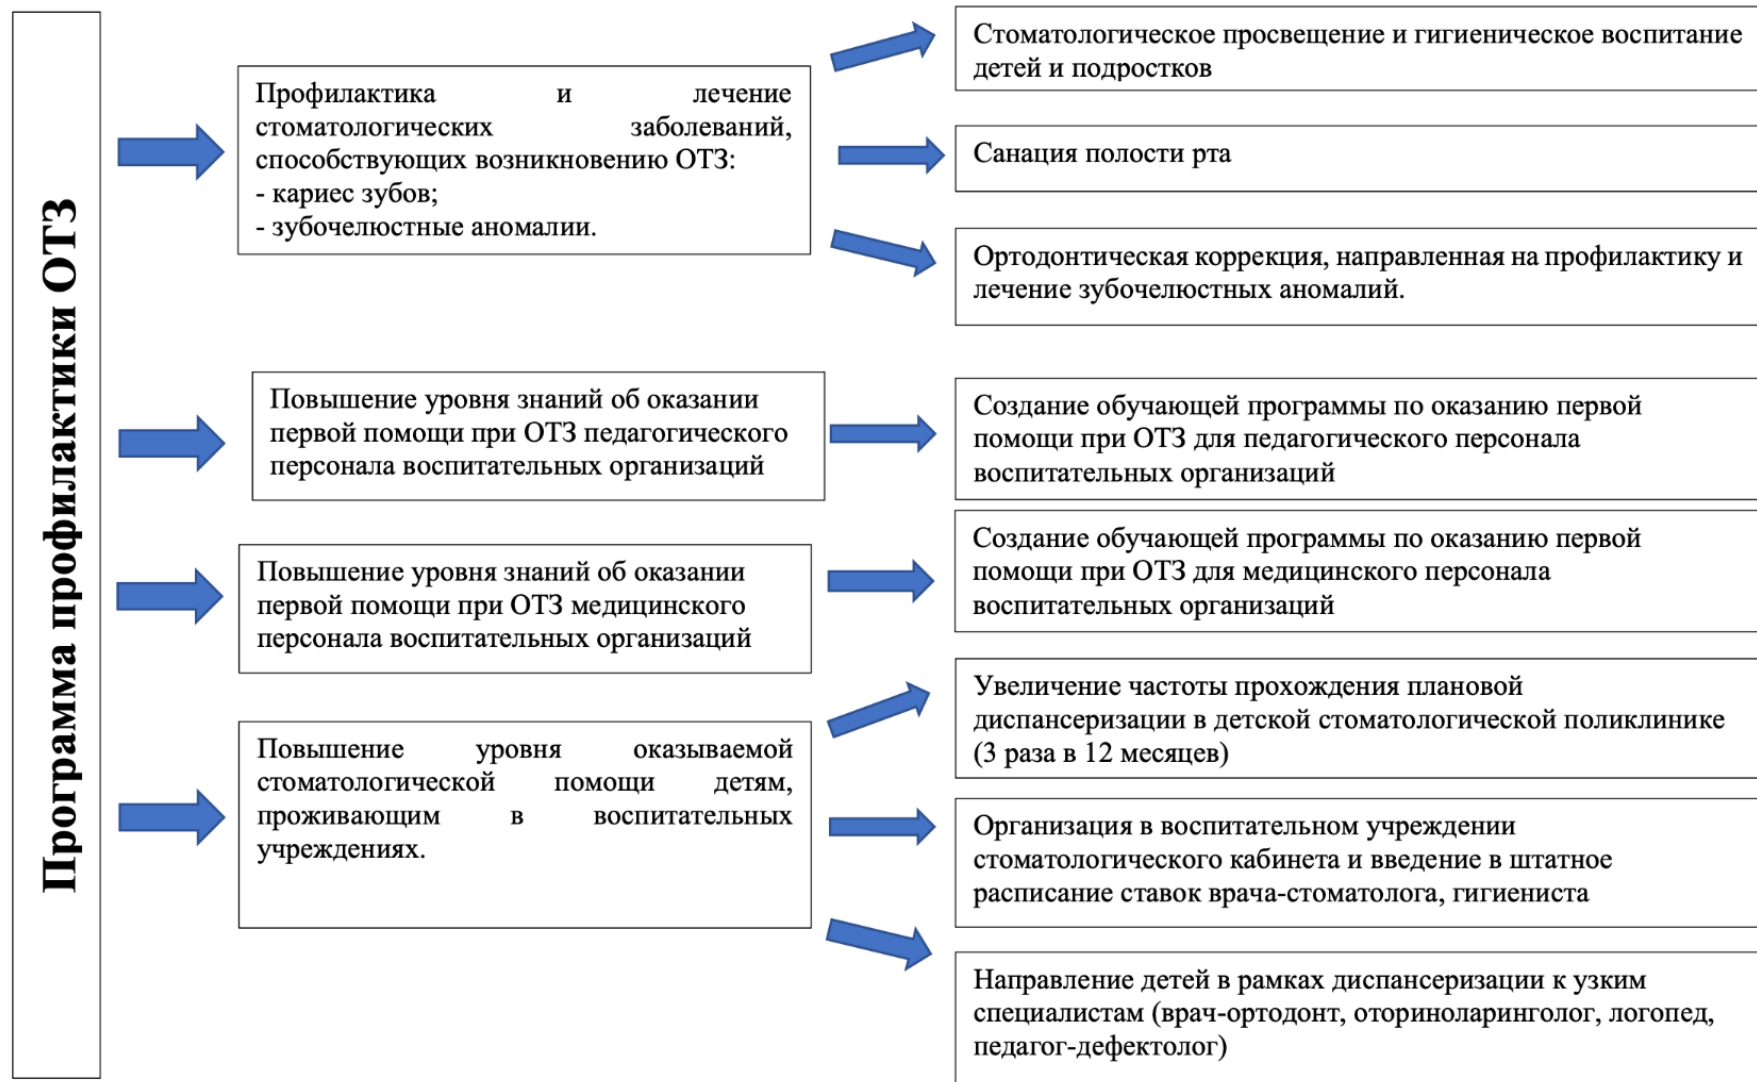 Программа профилактики ОТЗ
Профилактика и лечение
стоматологических заболеваний,
способствующих возникновению ОТЗ:
- кариес зубов;
- зубочелюстные аномалии.
Стоматологическое просвещение и гигиеническое воспитание
детей и подростков
Санация полости рта
Ортодонтическая коррекция, направленная на профилактику и
лечение зубочелюстных аномалий.
Повышение уровня знаний об оказании
первой помощи при ОТЗ педагогического
персонала воспитательных организаций
Создание обучающей программы по оказанию первой
помощи при ОТЗ для педагогического персонала
воспитательных организаций
Повышение уровня знаний об оказании
первой помощи при ОТЗ медицинского
персонала воспитательных организаций
Создание обучающей программы по оказанию первой
помощи при ОТЗ для медицинского персонала
воспитательных организаций
Повышение уровня оказываемой
стоматологической помощи детям,
проживающим в воспитательных
учреждениях.
Увеличение частоты прохождения плановой
диспансеризации в детской стоматологической поликлинике
(3 раза в 12 месяцев)
Организация в воспитательном учреждении
стоматологического кабинета и введение в штатное
расписание ставок врача-стоматолога, гигиениста
Направление детей в рамках диспансеризации к узким
специалистам (врач-ортодонт, оториноларинголог, логопед,
педагог-дефектолог)